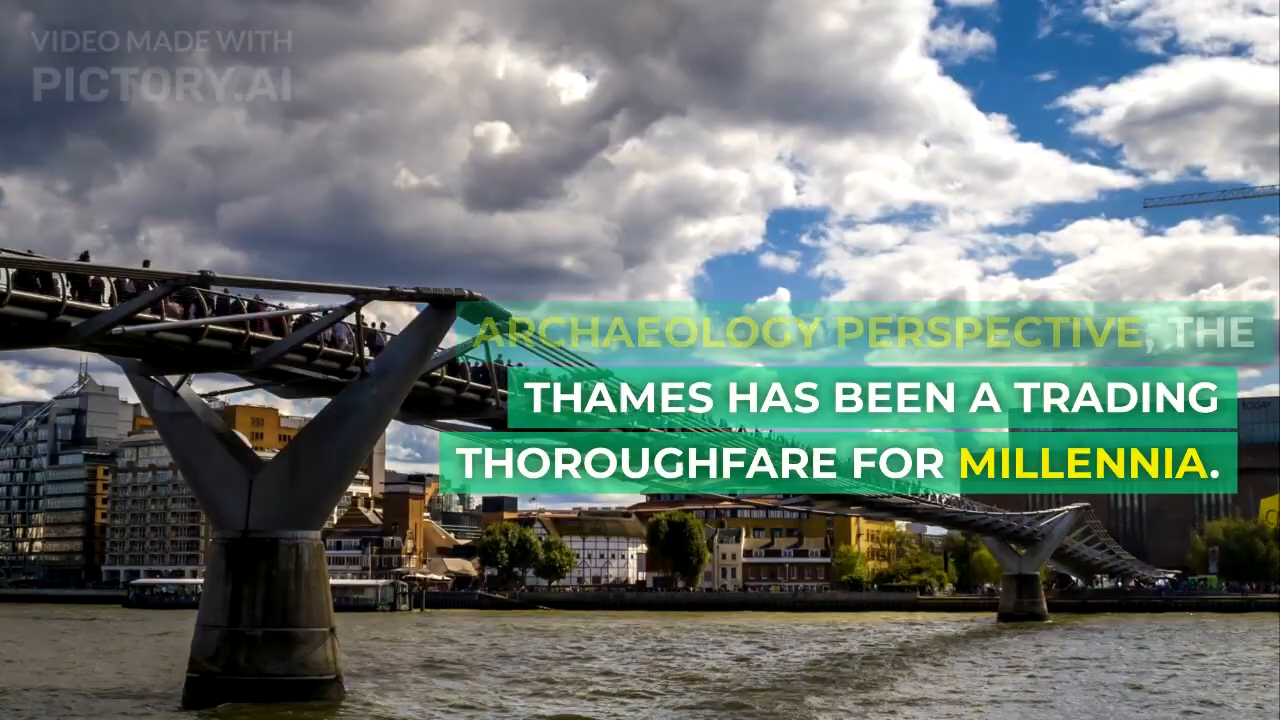 VIDEO MADE WITH
PICTORY.AI
ARCHAEOLOGY PERSPECTIVE, THE
THAMES HAS BEEN A TRADING
THOROUGHFARE FOR MILLENNIA.